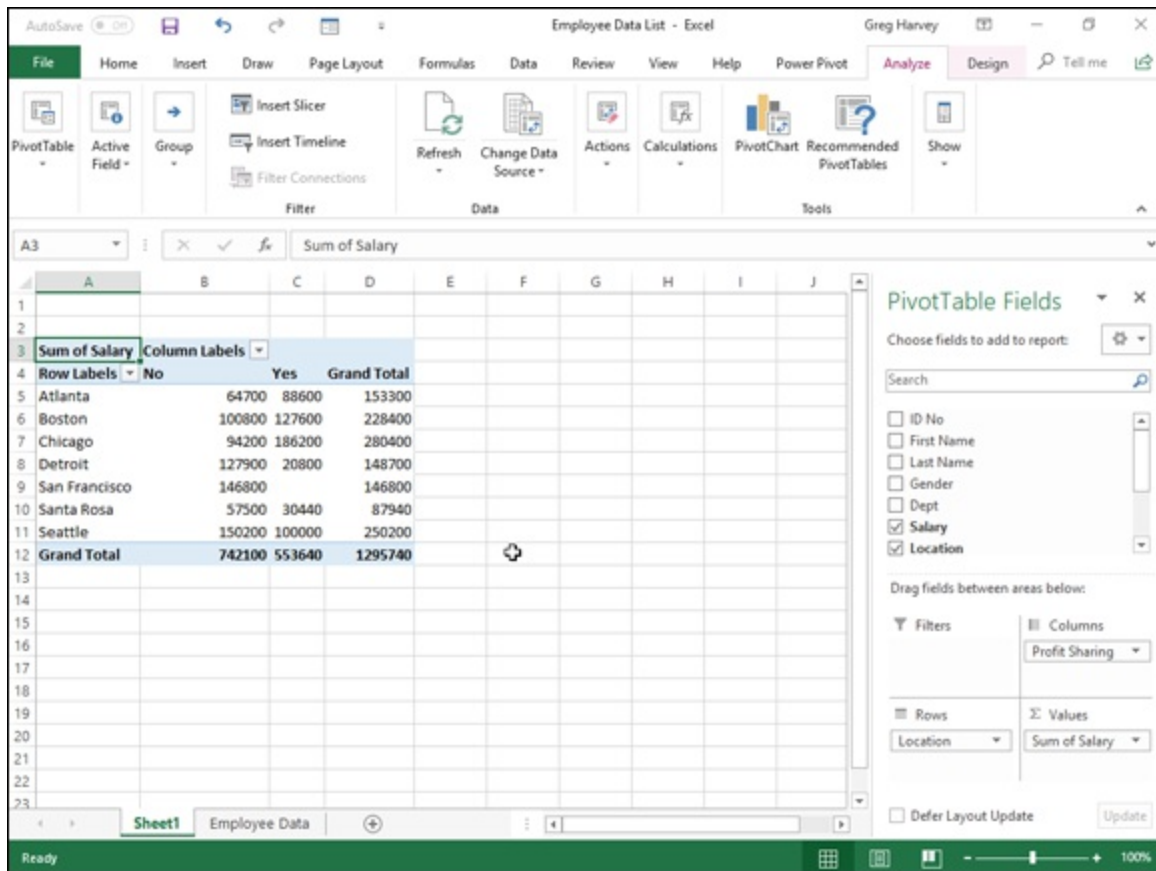 AutoSave Off Employee Data List - Excel Greg Harvey
File Home Insert Draw Page Layout Formulas Data Review View Help Power Pivot Analyze Design Tell me
PivotTable
Active
Field
Group
Insert Slicer
Insert Timeline
Filter Connections
Filter
Refresh
Change Data
Source
Data
Actions
Calculations
PivotChart
Recommended
PivotTables
Tools
Show
A3 fx Sum of Salary
A B C D E F G H I J
1
2
3 Sum of Salary Column Labels
4 Row Labels No Yes Grand Total
5 Atlanta 64700 88600 153300
6 Boston 100800 127600 228400
7 Chicago 94200 186200 280400
8 Detroit 127900 20800 148700
9 San Francisco 146800 146800
10 Santa Rosa 57500 30440 87940
11 Seattle 150200 100000 250200
12 Grand Total 742100 553640 1295740
13
14
15
16
17
18
19
20
21
22
23
PivotTable Fields
Choose fields to add to report:
Search
ID No
First Name
Last Name
Gender
Dept
Salary
Location
Drag fields between areas below:
Filters
Columns
Profit Sharing
Rows
Location
Σ Values
Sum of Salary
Defer Layout Update Update
Sheet1 Employee Data
Ready 100%